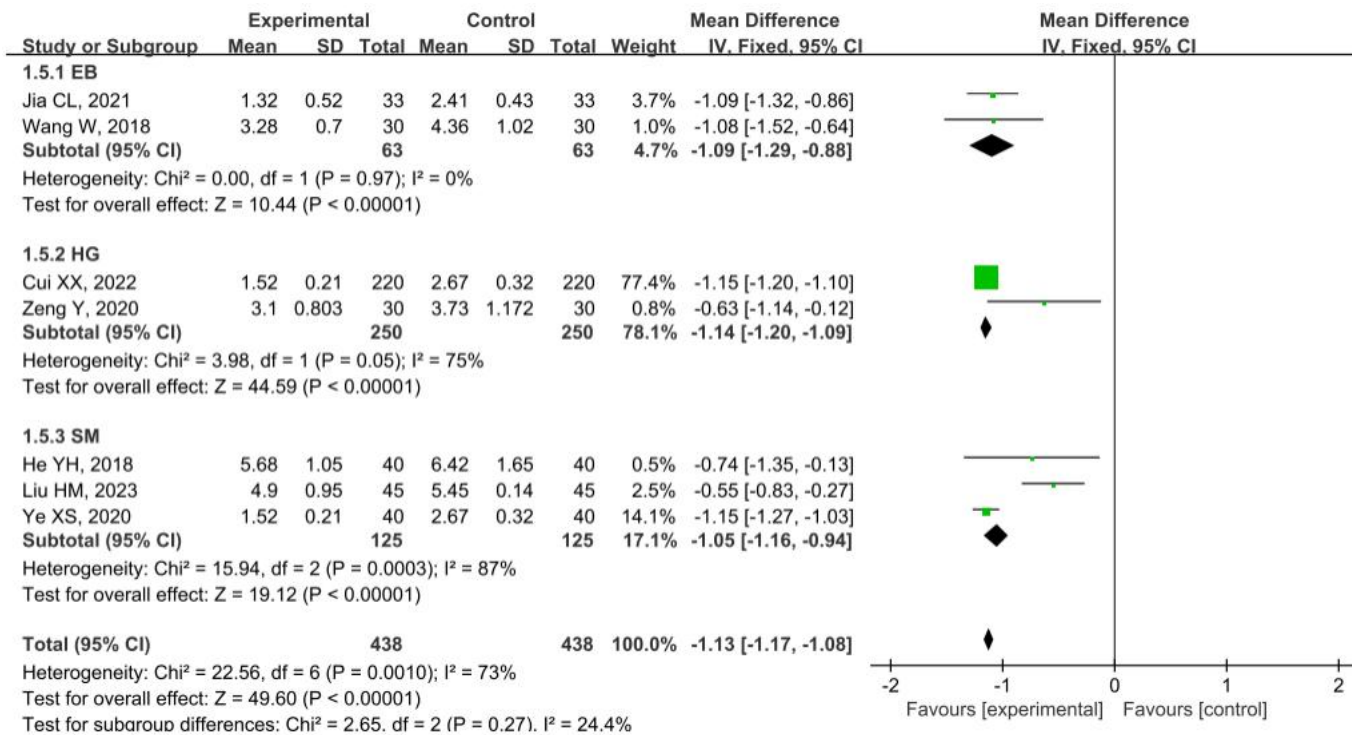 Experimental Control Mean Difference Mean Difference
Study or Subgroup Mean SD Total Mean SD Total Weight IV, Fixed, 95% CI IV, Fixed, 95% CI
1.5.1 EB
Jia CL, 2021 1.32 0.52 33 2.41 0.43 33 3.7% -1.09 [-1.32, -0.86]
Wang W, 2018 3.28 0.7 30 4.36 1.02 30 1.0% -1.08 [-1.52, -0.64]
Subtotal (95% CI) 63 63 4.7% -1.09 [-1.29, -0.88]
Heterogeneity: Chi² = 0.00, df = 1 (P = 0.97); I² = 0%
Test for overall effect: Z = 10.44 (P < 0.00001)
1.5.2 HG
Cui XX, 2022 1.52 0.21 220 2.67 0.32 220 77.4% -1.15 [-1.20, -1.10]
Zeng Y, 2020 3.1 0.803 30 3.73 1.172 30 0.8% -0.63 [-1.14, -0.12]
Subtotal (95% CI) 250 250 78.1% -1.14 [-1.20, -1.09]
Heterogeneity: Chi² = 3.98, df = 1 (P = 0.05); I² = 75%
Test for overall effect: Z = 44.59 (P < 0.00001)
1.5.3 SM
He YH, 2018 5.68 1.05 40 6.42 1.65 40 0.5% -0.74 [-1.35, -0.13]
Liu HM, 2023 4.9 0.95 45 5.45 0.14 45 2.5% -0.55 [-0.83, -0.27]
Ye XS, 2020 1.52 0.21 40 2.67 0.32 40 14.1% -1.15 [-1.27, -1.03]
Subtotal (95% CI) 125 125 17.1% -1.05 [-1.16, -0.94]
Heterogeneity: Chi² = 15.94, df = 2 (P = 0.0003); I² = 87%
Test for overall effect: Z = 19.12 (P < 0.00001)
Total (95% CI) 438 438 100.0% -1.13 [-1.17, -1.08]
Heterogeneity: Chi² = 22.56, df = 6 (P = 0.0010); I² = 73%
Test for overall effect: Z = 49.60 (P < 0.00001)
Test for subgroup differences: Chi² = 2.65, df = 2 (P = 0.27), I² = 24.4%
-2 -1 0 1 2
Favours [experimental] Favours [control]